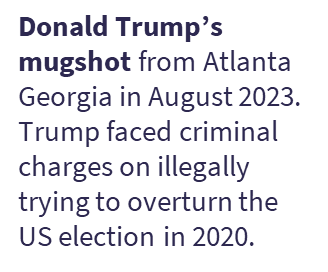 Donald Trump’s
mugshot from Atlanta
Georgia in August 2023.
Trump faced criminal
charges on illegally
trying to overturn the
US election in 2020.